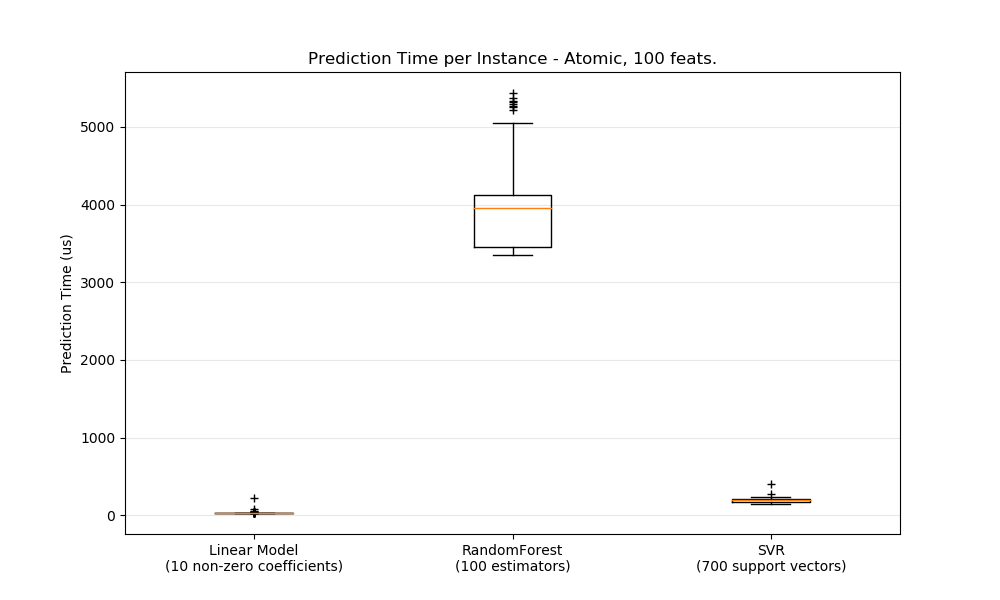 Prediction Time per Instance - Atomic, 100 feats.
Prediction Time (us)
5000
4000
3000
2000
1000
0
Linear Model
(10 non-zero coefficients)
RandomForest
(100 estimators)
SVR
(700 support vectors)